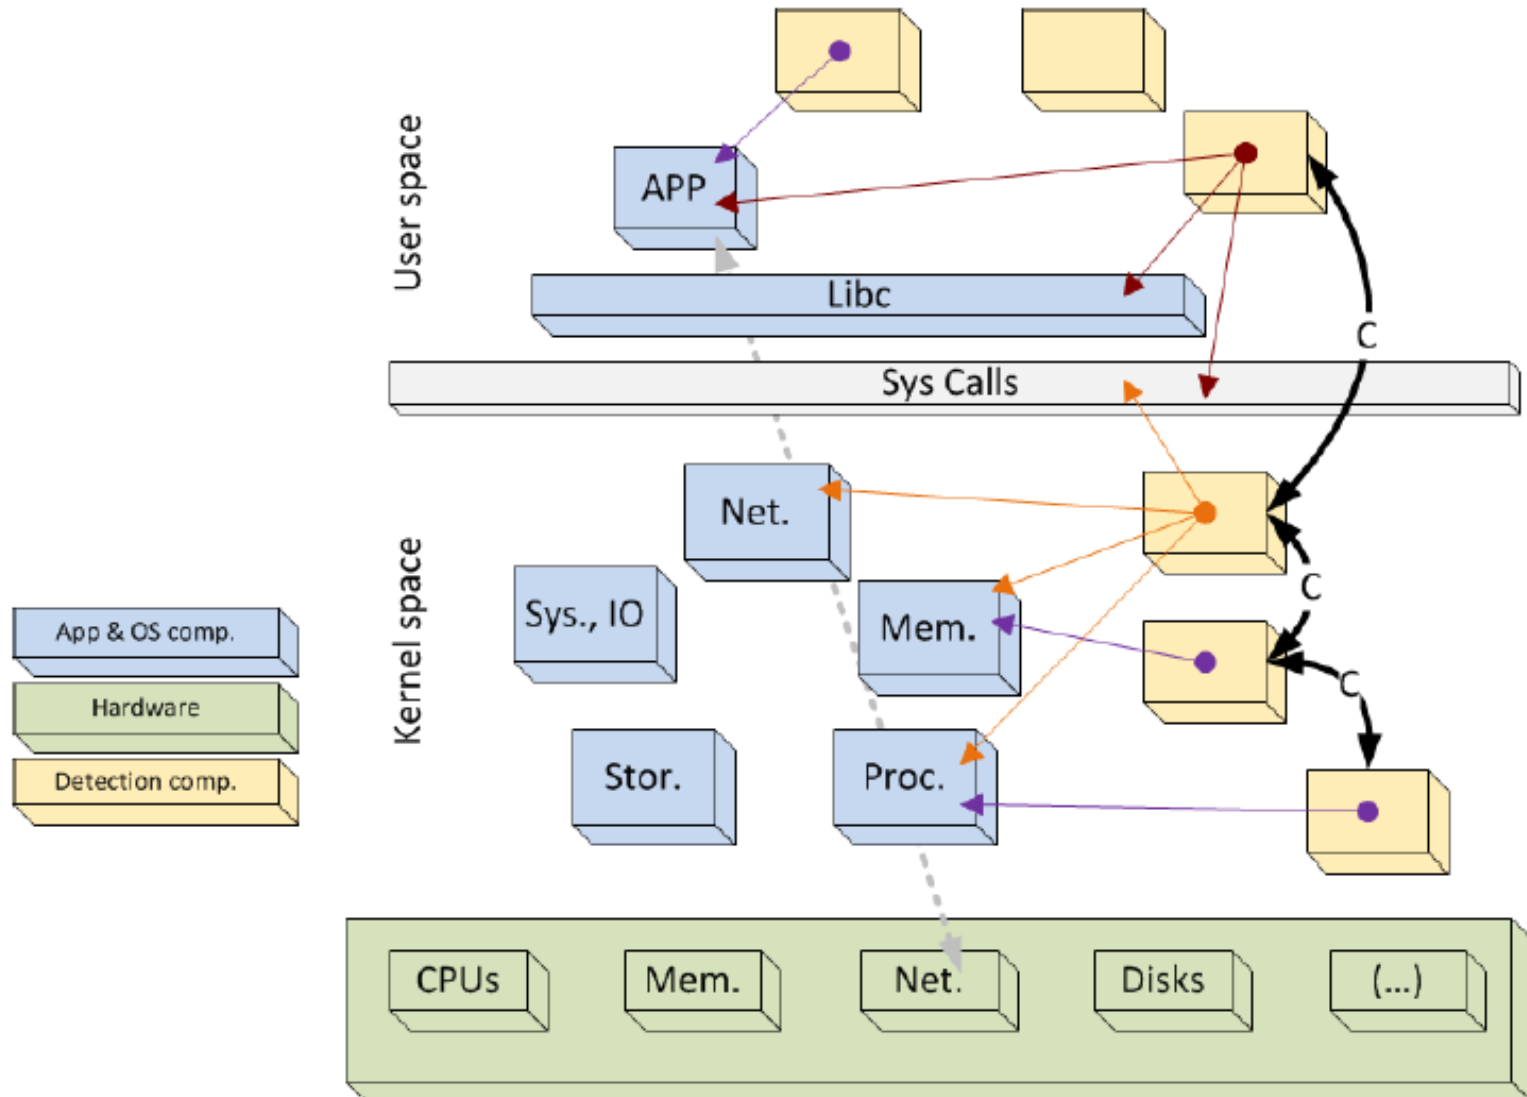 User space
APP
Libc
C
Sys Calls
Net.
Kernel space
Sys., IO
Mem.
C
C
Stor.
Proc.
App & OS comp.
Hardware
Detection comp.
CPUs
Mem.
Net.
Disks
(...)